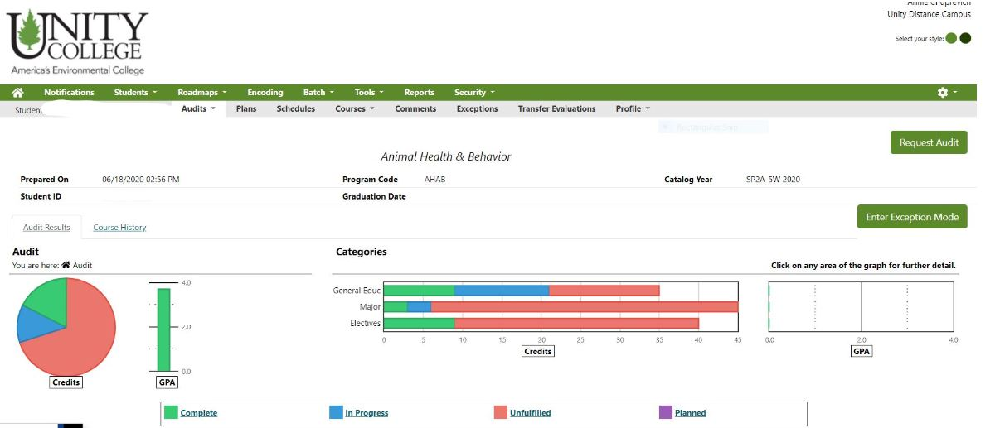 UNITY
COLLEGE
America's Environmental College
Unity Distance Campus
Select your style:
Notifications Students Roadmaps Encoding Batch Tools Reports Security
Student Audits Plans Schedules Courses Comments Exceptions Transfer Evaluations Profile
Rectangular Snip
Request Audit
Animal Health & Behavior
Prepared On 06/18/2020 02:56 PM Program Code AHAB Catalog Year SP2A-5W 2020
Student ID Graduation Date
Enter Exception Mode
Audit Results Course History
Audit Categories
You are here: Audit Click on any area of the graph for further detail.
4.0
2.0
0.0
Credits GPA
General Educ
Major
Electives
0 5 10 15 20 25 30 35 40 45
Credits
0.0 2.0 4.0
GPA
Complete In Progress Unfulfilled Planned